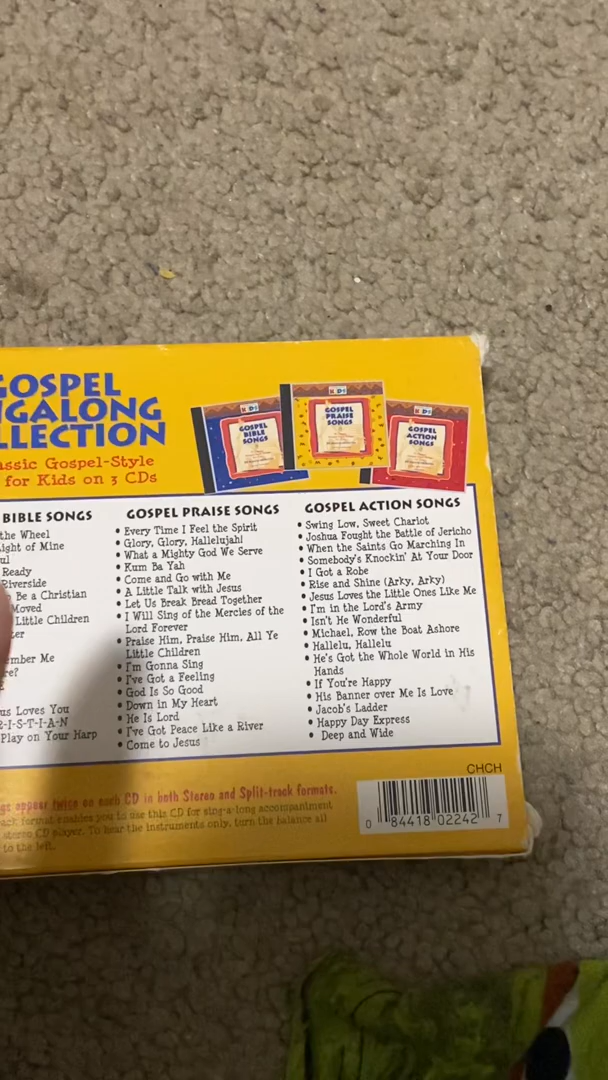 GOSPEL
NGALONG
LLECTION
assic Gospel-Style
for Kids on 3 CDs
KIDS
GOSPEL
BIBLE
SONGS
KIDS
GOSPEL
PRAISE
SONGS
KIDS
GOSPEL
ACTION
SONGS
BIBLE SONGS
the Wheel
ight of Mine
ul
Ready
Riverside
Be a Christian
Moved
Little Children
ember Me
re?
us Loves You
R-I-S-T-I-A-N
Play on Your Harp
GOSPEL PRAISE SONGS
• Every Time I Feel the Spirit
• Glory, Glory, Hallelujah!
• What a Mighty God We Serve
• Kum Ba Yah
• Come and Go with Me
• A Little Talk with Jesus
• Let Us Break Bread Together
• I Will Sing of the Mercies of the
Lord Forever
• Praise Him, Praise Him, All Ye
Little Children
• I'm Gonna Sing
• I've Got a Feeling
• God Is So Good
• Down in My Heart
• He Is Lord
• I've Got Peace Like a River
• Come to Jesus
GOSPEL ACTION SONGS
• Swing Low, Sweet Chariot
• Joshua Fought the Battle of Jericho
• When the Saints Go Marching In
• Somebody's Knockin' At Your Door
• I Got a Robe
• Rise and Shine (Arky, Arky)
• Jesus Loves the Little Ones Like Me
• I'm in the Lord's Army
• Isn't He Wonderful
• Michael, Row the Boat Ashore
• Hallelu, Hallelu
• He's Got the Whole World in His
Hands
• If You're Happy
• His Banner over Me Is Love
• Jacob's Ladder
• Happy Day Express
• Deep and Wide
gs appear twice on each CD in both Stereo and Split-track formats.
ack format enables you to use this CD for sing-a-long accompaniment
stereo CD player. To hear the instruments only, turn the balance all
to the left.
CHCH
0 84418 02242 7